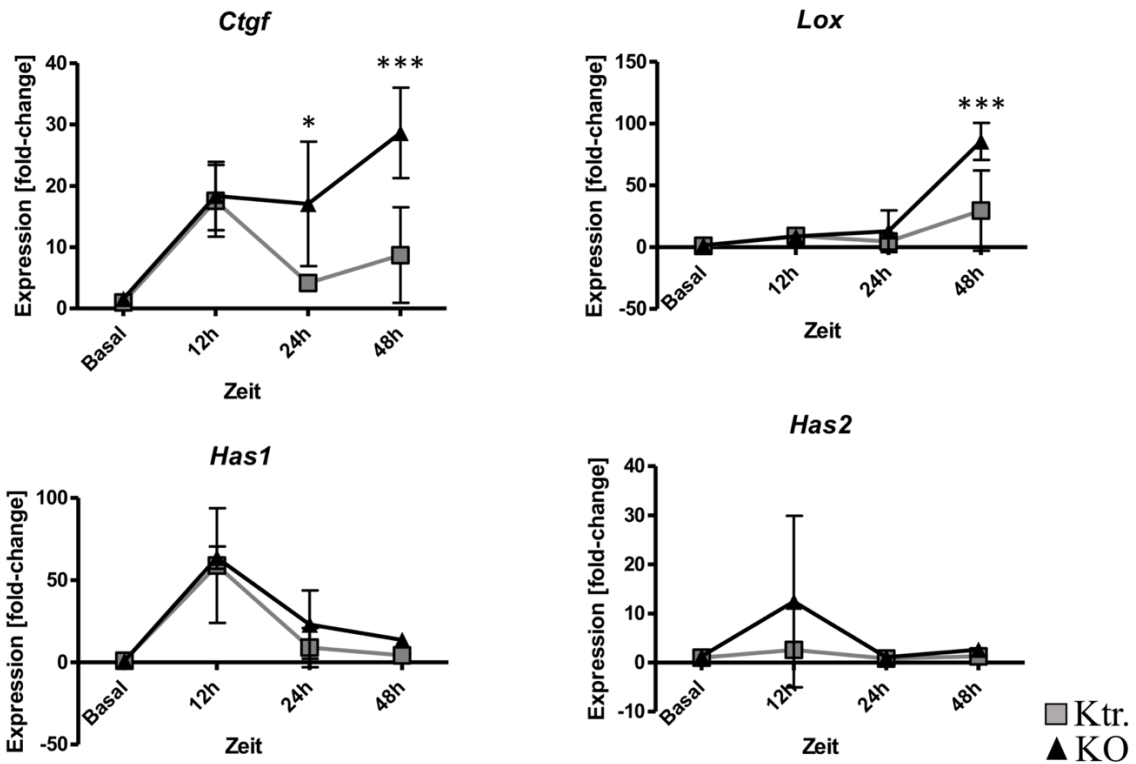 Ctgf
Expression [fold-change]
40
30
20
10
0
*
***
Basal
12h
24h
48h
Zeit
Lox
Expression [fold-change]
150
100
50
0
-50
***
Basal
12h
24h
48h
Zeit
Has1
Expression [fold-change]
100
50
0
-50
Basal
12h
24h
48h
Zeit
Has2
Expression [fold-change]
40
30
20
10
0
-10
Basal
12h
24h
48h
Zeit
Ktr.
KO